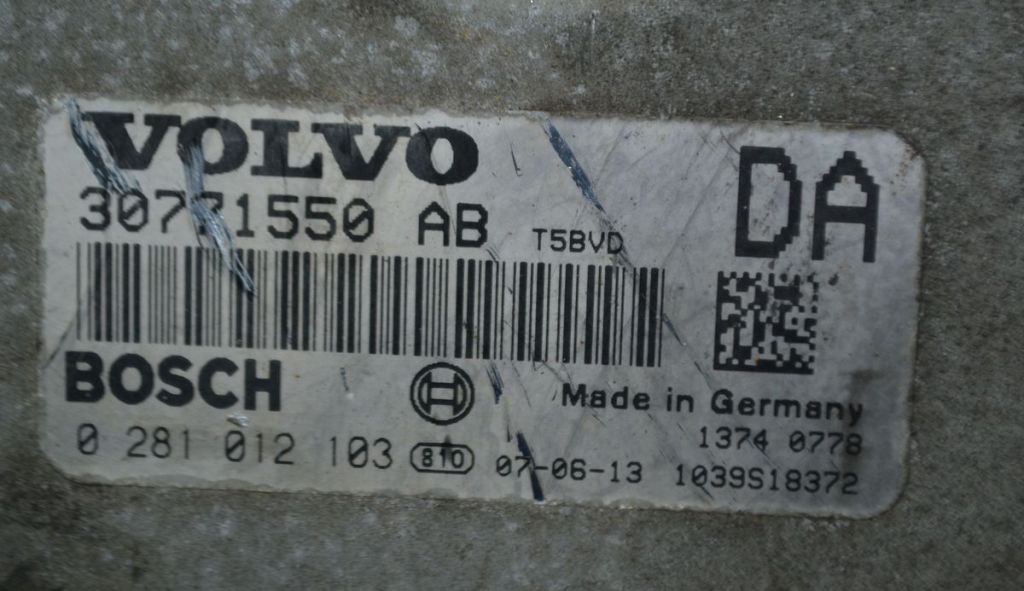 VOLVO
30771550 AB T5BVD
DA
BOSCH
Made in Germany
1374 0778
0 281 012 103 810 07-06-13 1039S18372